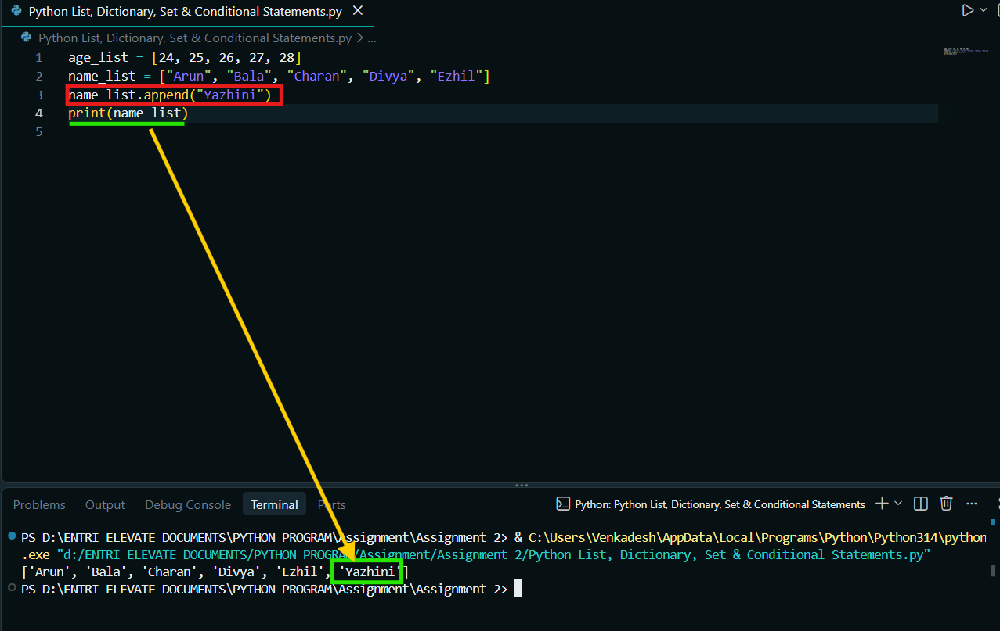 Python List, Dictionary, Set & Conditional Statements.py
Python List, Dictionary, Set & Conditional Statements.py > ...
1 age_list = [24, 25, 26, 27, 28]
2 name_list = ["Arun", "Bala", "Charan", "Divya", "Ezhil"]
3 name_list.append("Yazhini")
4 print(name_list)
5
Problems Output Debug Console Terminal Ports Python: Python List, Dictionary, Set & Conditional Statements
PS D:\ENTRI ELEVATE DOCUMENTS\PYTHON PROGRAM\Assignment\Assignment 2> & C:\Users\Venkadesh\AppData\Local\Programs\Python\Python314\python
.exe "d:/ENTRI ELEVATE DOCUMENTS/PYTHON PROGRAM/Assignment/Assignment 2/Python List, Dictionary, Set & Conditional Statements.py"
['Arun', 'Bala', 'Charan', 'Divya', 'Ezhil', 'Yazhini']
PS D:\ENTRI ELEVATE DOCUMENTS\PYTHON PROGRAM\Assignment\Assignment 2>